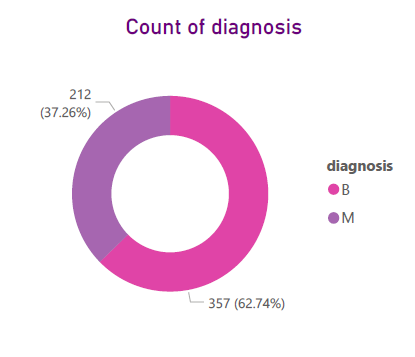 Count of diagnosis
212
(37.26%)
diagnosis
B
M
357 (62.74%)